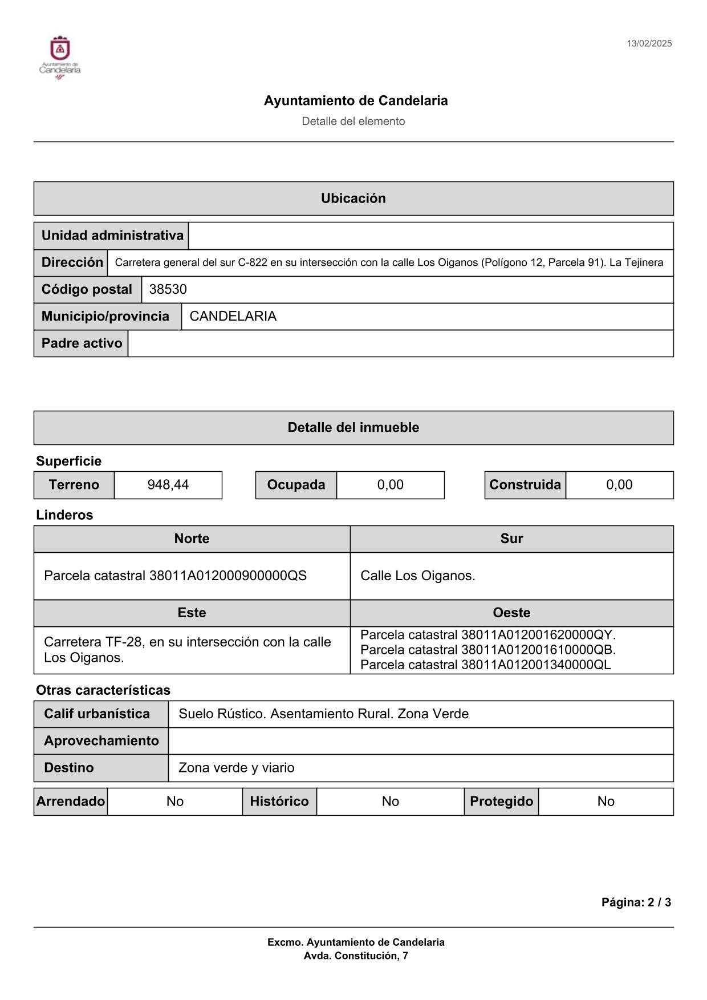 Ayuntamiento de
Candelaria
13/02/2025
Ayuntamiento de Candelaria
Detalle del elemento
Ubicación
Unidad administrativa
Dirección Carretera general del sur C-822 en su intersección con la calle Los Oiganos (Polígono 12, Parcela 91). La Tejinera
Código postal 38530
Municipio/provincia CANDELARIA
Padre activo
Detalle del inmueble
Superficie
Terreno 948,44 Ocupada 0,00 Construida 0,00
Linderos
Norte Sur
Parcela catastral 38011A012000900000QS Calle Los Oiganos.
Este Oeste
Carretera TF-28, en su intersección con la calle
Los Oiganos.
Parcela catastral 38011A012001620000QY.
Parcela catastral 38011A012001610000QB.
Parcela catastral 38011A012001340000QL
Otras características
Calif urbanística Suelo Rústico. Asentamiento Rural. Zona Verde
Aprovechamiento
Destino Zona verde y viario
Arrendado No Histórico No Protegido No
Página: 2 / 3
Excmo. Ayuntamiento de Candelaria
Avda. Constitución, 7